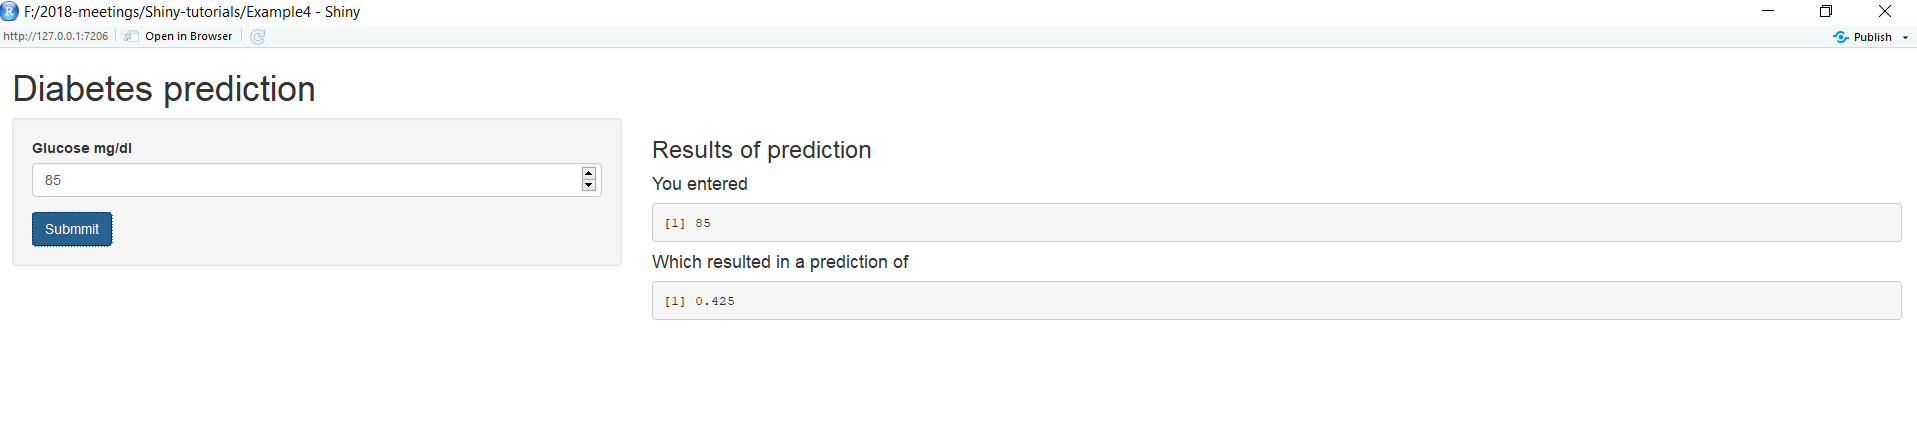 F:/2018-meetings/Shiny-tutorials/Example4 - Shiny
http://127.0.0.1:7206 Open in Browser Publish
Diabetes prediction
Glucose mg/dl
85
Submmit
Results of prediction
You entered
[1] 85
Which resulted in a prediction of
[1] 0.425